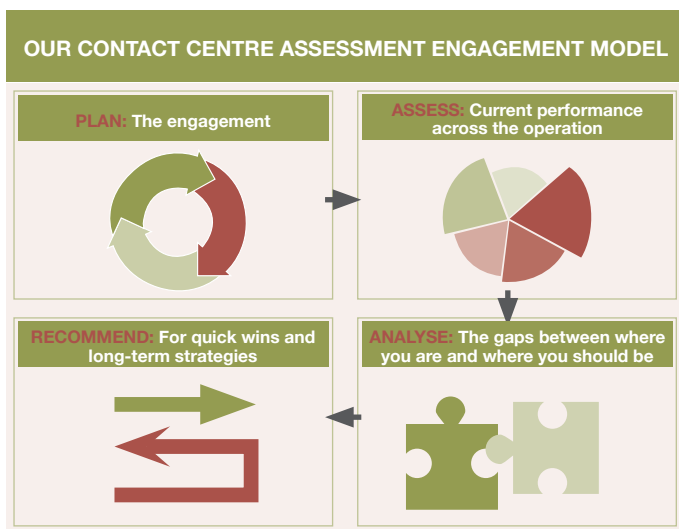 OUR CONTACT CENTRE ASSESSMENT ENGAGEMENT MODEL
PLAN: The engagement
ASSESS: Current performance
across the operation
RECOMMEND: For quick wins and
long-term strategies
ANALYSE: The gaps between where
you are and where you should be